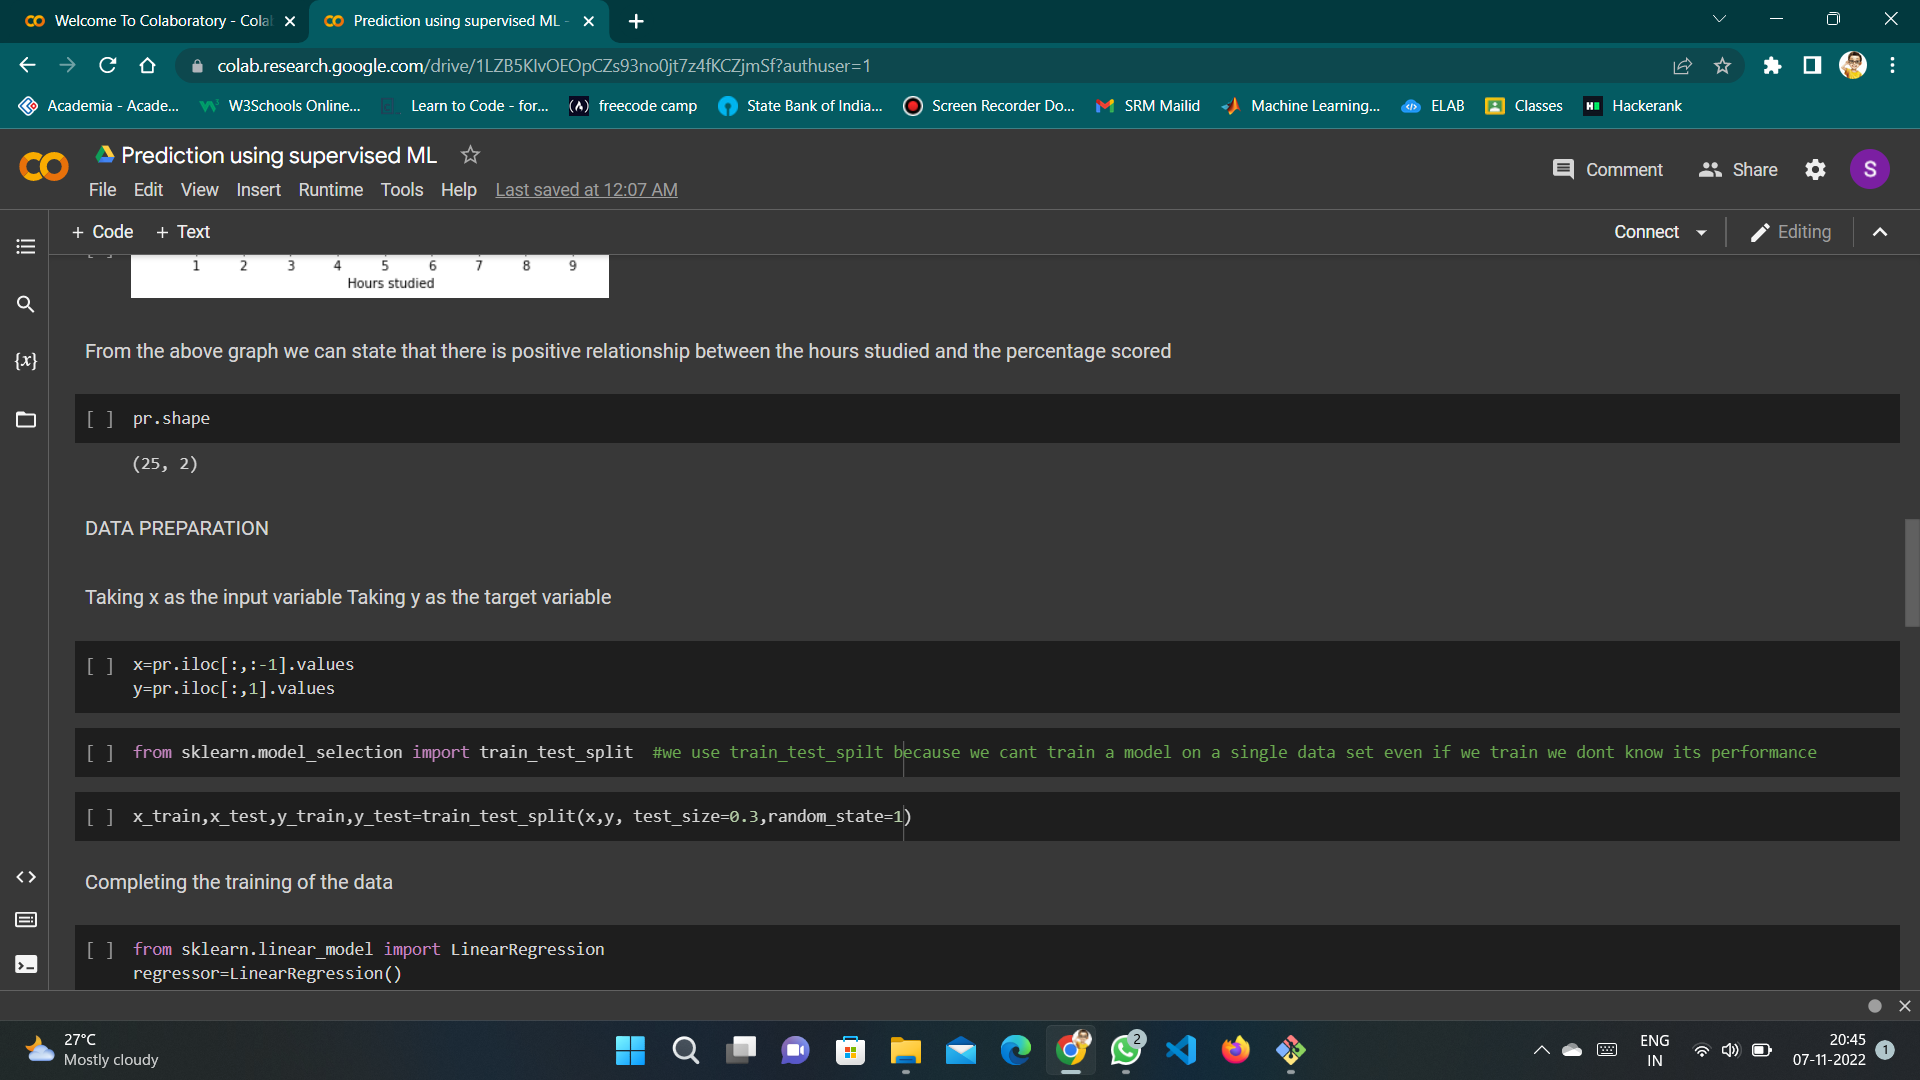 Welcome To Colaboratory - Cola
Prediction using supervised ML -
colab.research.google.com/drive/1LZB5KIvOEOpCZs93no0jt7z4fKCZjmSf?authuser=1
Academia - Acade...
W3Schools Online...
Learn to Code - for...
freecode camp
State Bank of India...
Screen Recorder Do...
SRM Mailid
Machine Learning...
ELAB
Classes
Hackerank
Prediction using supervised ML
Comment
Share
S
File Edit View Insert Runtime Tools Help Last saved at 12:07 AM
+ Code + Text
Connect
Editing
1 2 3 4 5 6 7 8 9
Hours studied
From the above graph we can state that there is positive relationship between the hours studied and the percentage scored
[ ] pr.shape
(25, 2)
DATA PREPARATION
Taking x as the input variable Taking y as the target variable
[ ] x=pr.iloc[:,:-1].values
y=pr.iloc[:,1].values
[ ] from sklearn.model_selection import train_test_split #we use train_test_spilt because we cant train a model on a single data set even if we train we dont know its performance
[ ] x_train,x_test,y_train,y_test=train_test_split(x,y, test_size=0.3,random_state=1)
Completing the training of the data
[ ] from sklearn.linear_model import LinearRegression
regressor=LinearRegression()
27°C
Mostly cloudy
2
ENG
IN
20:45
07-11-2022
1